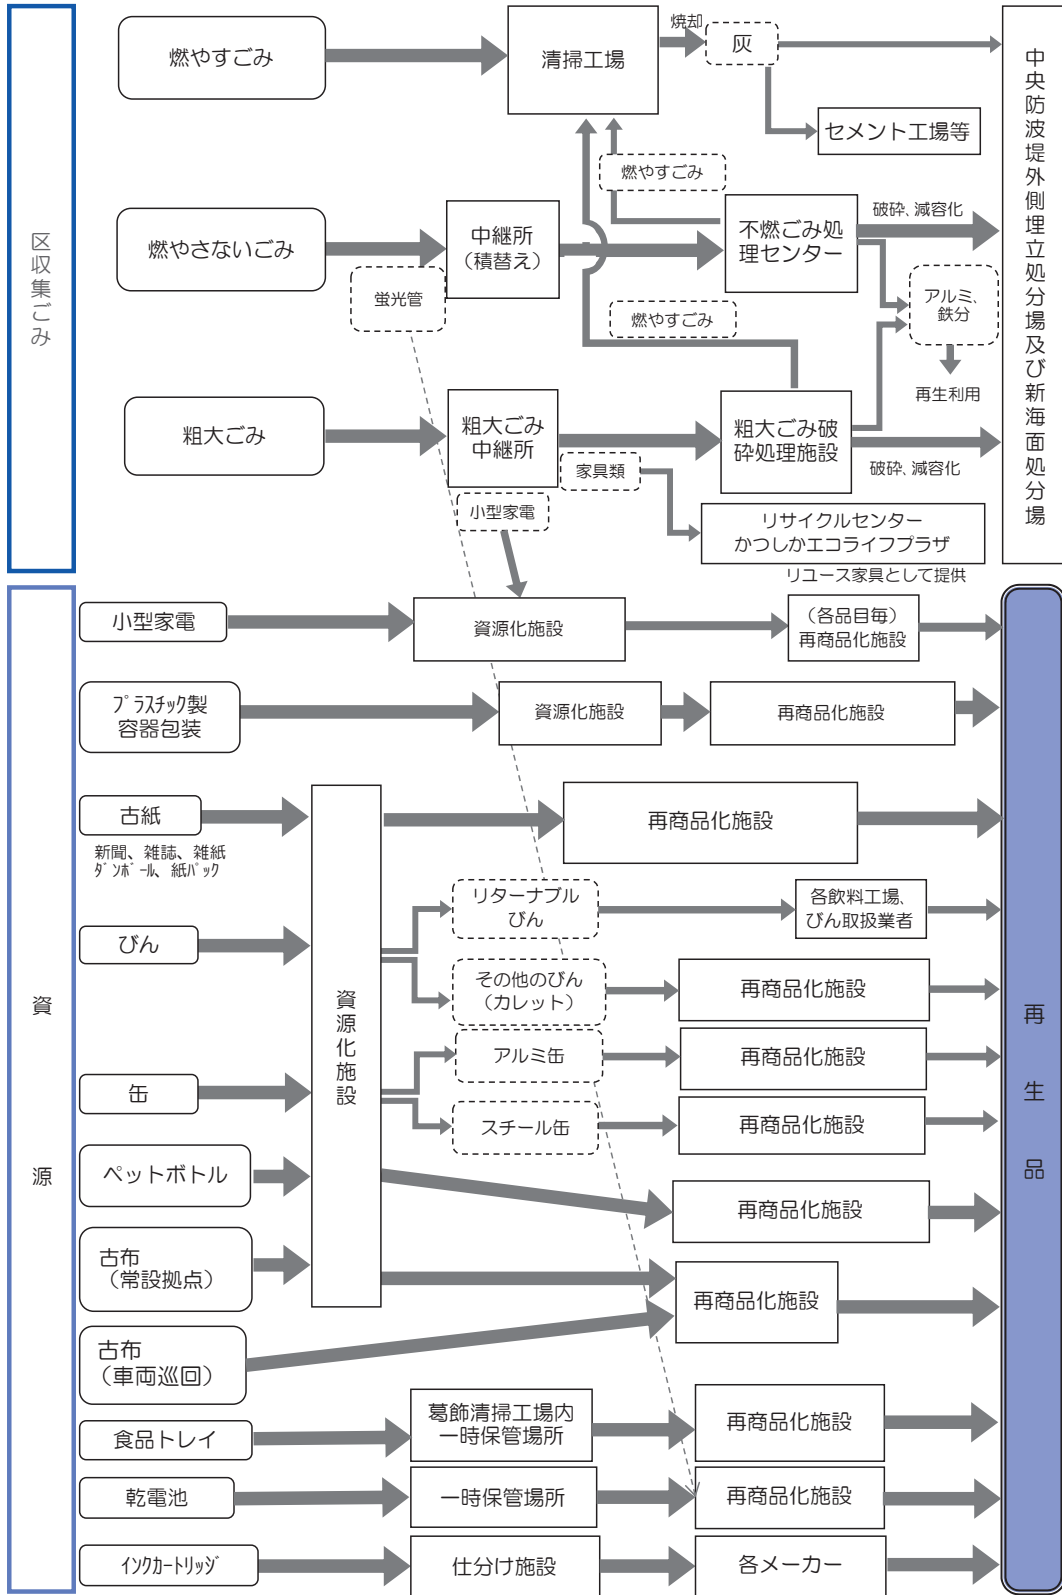 区収集ごみ
燃やすごみ
清掃工場
焼却
灰
セメント工場等
中央防波堤外側埋立処分場及び新海面処分場
燃やすごみ
燃やさないごみ
中継所
（積替え）
蛍光管
不燃ごみ処
理センター
破砕、減容化
アルミ、
鉄分
再生利用
燃やすごみ
粗大ごみ
粗大ごみ
中継所
家具類
小型家電
粗大ごみ破
砕処理施設
破砕、減容化
リサイクルセンター
かつしかエコライフプラザ
リユース家具として提供
資源
小型家電
資源化施設
（各品目毎）
再商品化施設
再生品
プラスチック製
容器包装
資源化施設
再商品化施設
古紙
新聞、雑誌、雑紙
ダンボール、紙パック
資源化施設
再商品化施設
びん
リターナブル
びん
各飲料工場、
びん取扱業者
その他のびん
（カレット）
再商品化施設
缶
アルミ缶
再商品化施設
スチール缶
再商品化施設
ペットボトル
再商品化施設
古布
（常設拠点）
再商品化施設
古布
（車両巡回）
食品トレイ
葛飾清掃工場内
一時保管場所
再商品化施設
乾電池
一時保管場所
再商品化施設
インクカートリッジ
仕分け施設
各メーカー